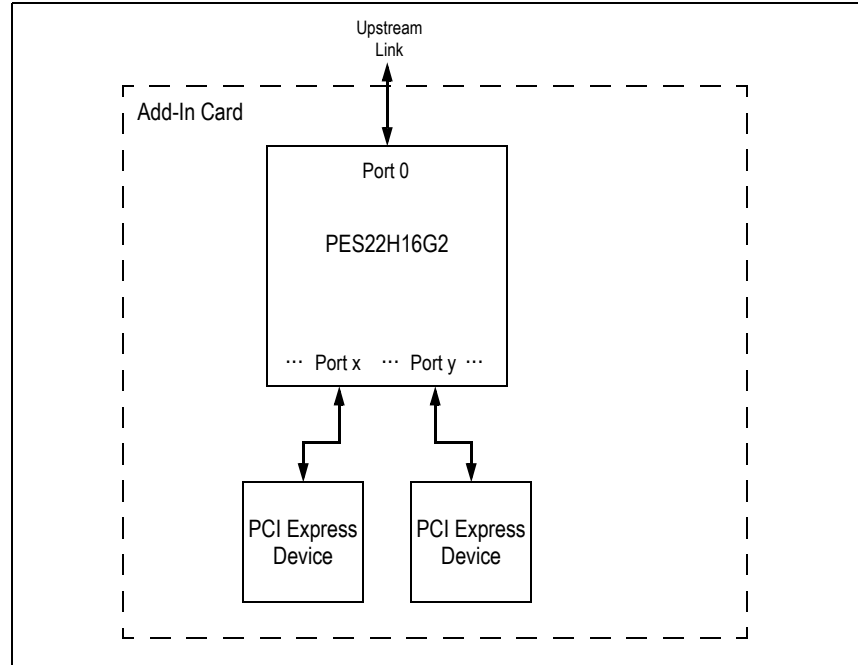 Upstream
Link
Add-In Card
Port 0
PES22H16G2
··· Port x ··· Port y ···
PCI Express
Device
PCI Express
Device